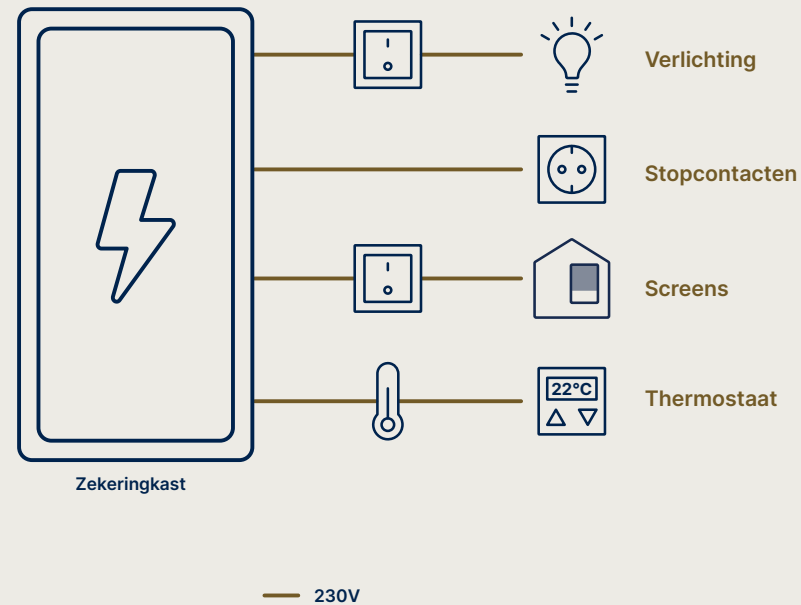 Verlichting
Stopcontacten
Screens
22°C
Thermostaat
Zekeringkast
230V